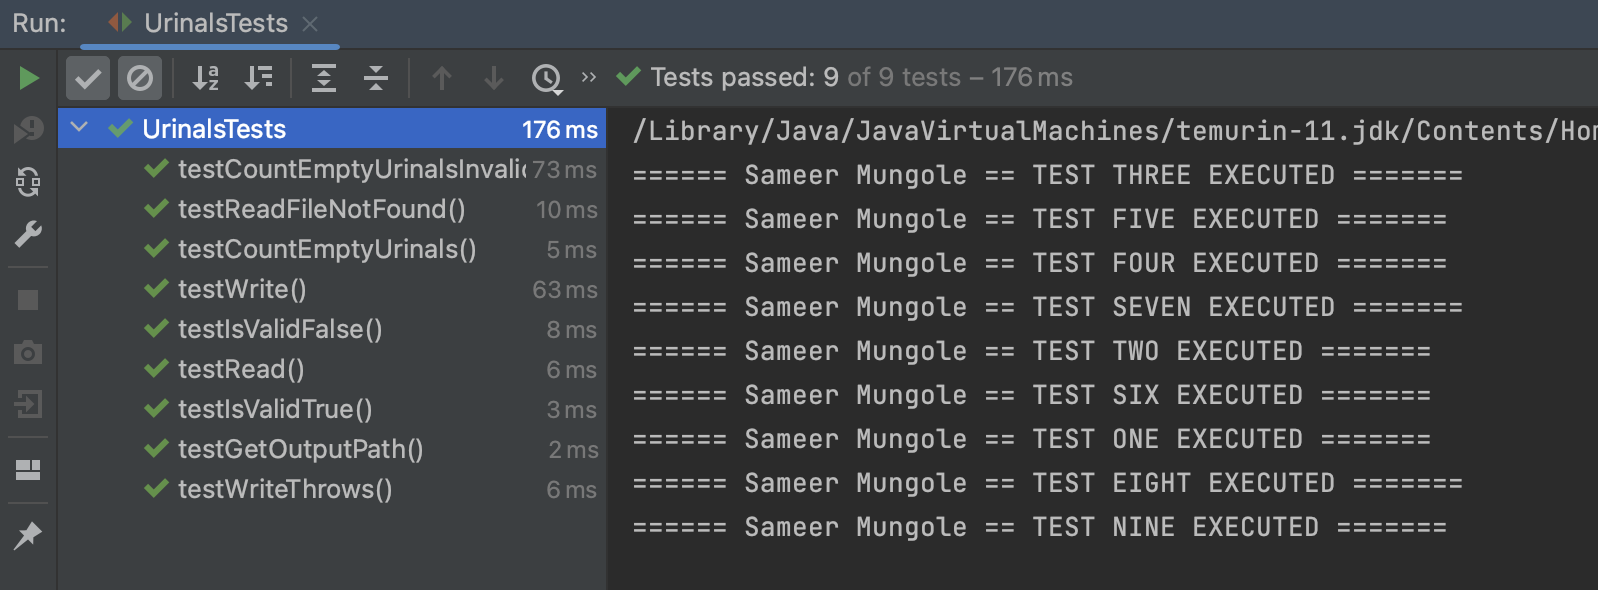 Run: UrinalsTests
Tests passed: 9 of 9 tests – 176 ms
UrinalsTests 176 ms
testCountEmptyUrinalsInvalid 73 ms
testReadFileNotFound() 10 ms
testCountEmptyUrinals() 5 ms
testWrite() 63 ms
testIsValidFalse() 8 ms
testRead() 6 ms
testIsValidTrue() 3 ms
testGetOutputPath() 2 ms
testWriteThrows() 6 ms
/Library/Java/JavaVirtualMachines/temurin-11.jdk/Contents/Hom
====== Sameer Mungole == TEST THREE EXECUTED =======
====== Sameer Mungole == TEST FIVE EXECUTED =======
====== Sameer Mungole == TEST FOUR EXECUTED =======
====== Sameer Mungole == TEST SEVEN EXECUTED =======
====== Sameer Mungole == TEST TWO EXECUTED =======
====== Sameer Mungole == TEST SIX EXECUTED =======
====== Sameer Mungole == TEST ONE EXECUTED =======
====== Sameer Mungole == TEST EIGHT EXECUTED =======
====== Sameer Mungole == TEST NINE EXECUTED =======